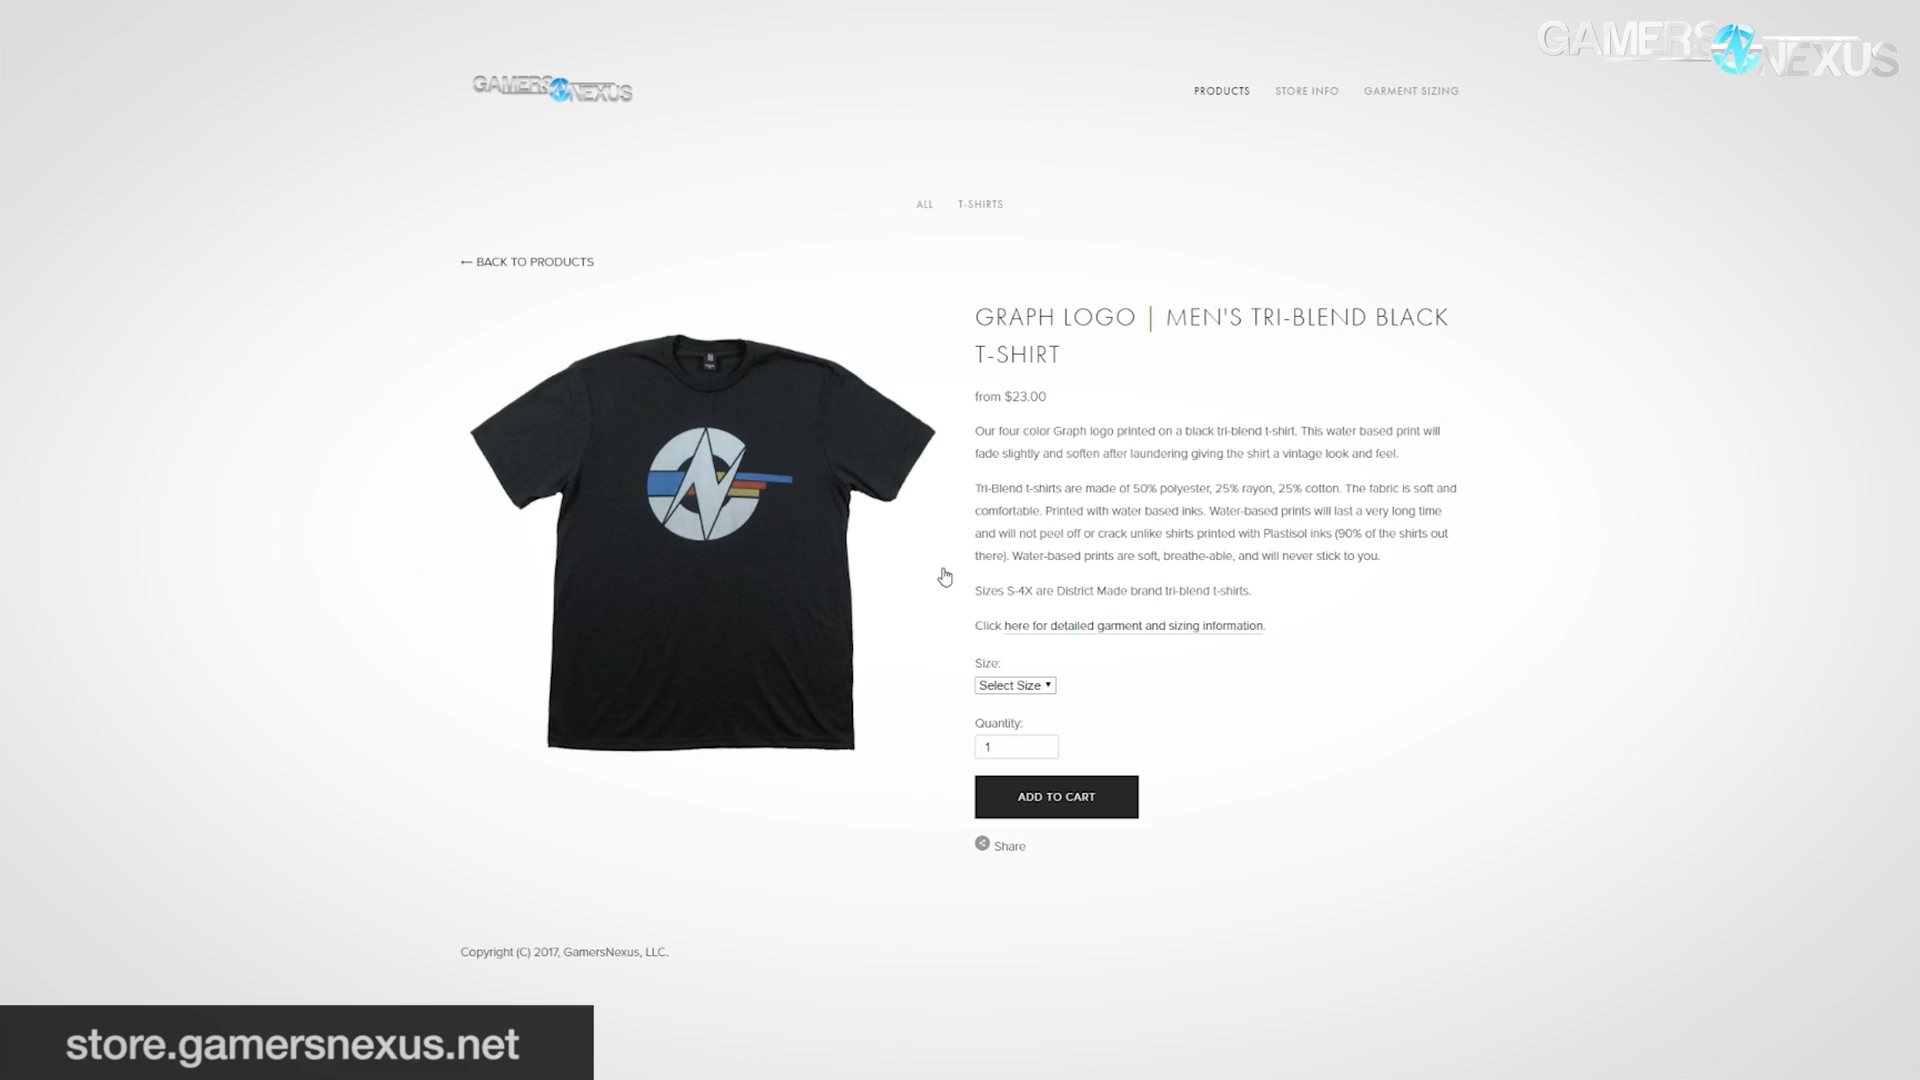 GAMERS NEXUS
GAMERS NEXUS
PRODUCTS STORE INFO GARMENT SIZING
ALL T-SHIRTS
← BACK TO PRODUCTS
GRAPH LOGO | MEN'S TRI-BLEND BLACK
T-SHIRT
from $23.00
Our four color Graph logo printed on a black tri-blend t-shirt. This water based print will
fade slightly and soften after laundering giving the shirt a vintage look and feel.
Tri-Blend t-shirts are made of 50% polyester, 25% rayon, 25% cotton. The fabric is soft and
comfortable. Printed with water based inks. Water-based prints will last a very long time
and will not peel off or crack unlike shirts printed with Plastisol inks (90% of the shirts out
there). Water-based prints are soft, breathe-able, and will never stick to you.
Sizes S-4X are District Made brand tri-blend t-shirts.
Click here for detailed garment and sizing information.
Size:
Select Size
Quantity:
1
ADD TO CART
Share
Copyright (C) 2017, GamersNexus, LLC.
store.gamersnexus.net